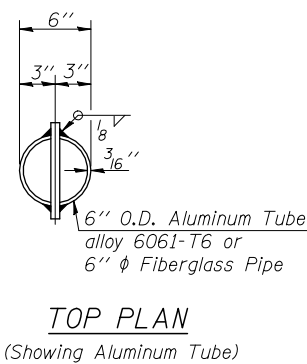 6"
3" 3"
1/8
3/16"
6" O.D. Aluminum Tube
alloy 6061-T6 or
6" ϕ Fiberglass Pipe
TOP PLAN
(Showing Aluminum Tube)